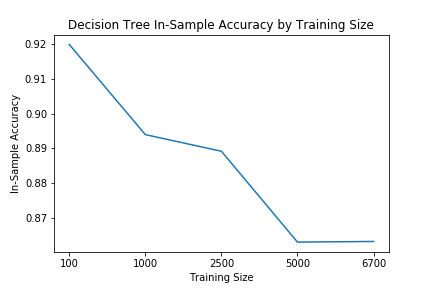 Decision Tree In-Sample Accuracy by Training Size
0.92
0.91
0.90
0.89
0.88
0.87
In-Sample Accuracy
100 1000 2500 5000 6700
Training Size